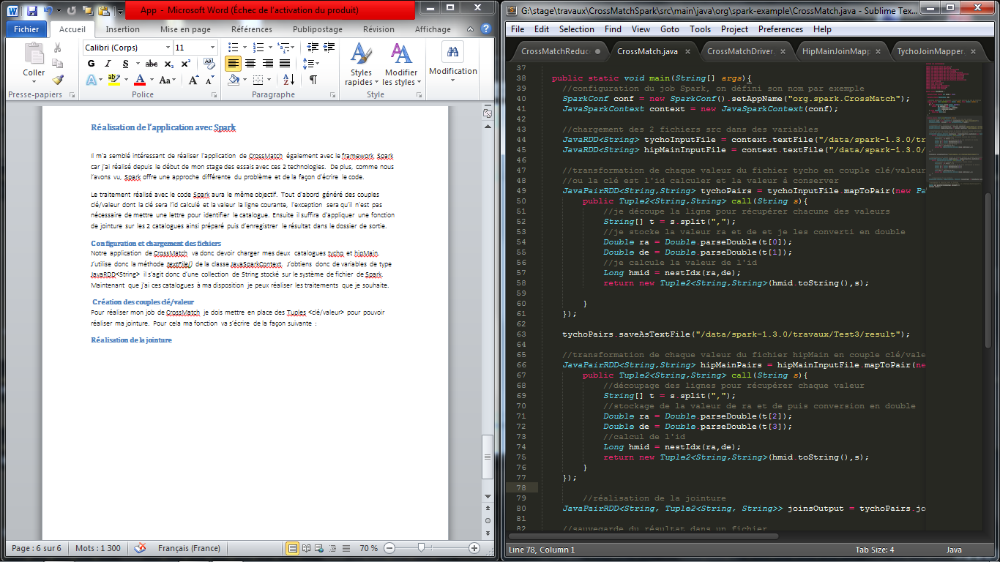 App - Microsoft Word (Échec de l'activation du produit)
Fichier Accueil Insertion Mise en page Références Publipostage Révision Affichage
Calibri (Corps) 11
Coller
G I S abc x₂ x²
A Aa A A
Styles rapides Modifier les styles Modification
Presse-papiers Police Paragraphe Style
Réalisation de l'application avec Spark
Il m'a semblé intéressant de réaliser l'application de CrossMatch également avec le framework Spark
car j'ai réalisé depuis le début de mon stage des essais avec ces 2 technologies. De plus, comme nous
l'avons vu, Spark offre une approche différente du problème et de la façon d'écrire le code.
Le traitement réalisé avec le code Spark aura le même objectif. Tout d'abord généré des couples
clé/valeur dont la clé sera l'id calculé et la valeur la ligne courante, l'exception sera qu'il n'est pas
nécessaire de mettre une lettre pour identifier le catalogue. Ensuite il suffira d'appliquer une fonction
de jointure sur les 2 catalogues ainsi préparé puis d'enregistrer le résultat dans le dossier de sortie.
Configuration et chargement des fichiers
Notre application de CrossMatch va donc devoir charger mes deux catalogues tycho et hipMain.
J'utilise donc la méthode textFile() de la classe JavaSparkContext. J'obtiens donc de variables de type
JavaRDD<String> il s'agit donc d'une collection de String stocké sur le système de fichier de Spark.
Maintenant que j'ai ces catalogues à ma disposition je peux réaliser les traitements que je souhaite.
Création des couples clé/valeur
Pour réaliser mon job de CrossMatch je dois mettre en place des Tuples <clé/valeur> pour pouvoir
réaliser ma jointure. Pour cela ma fonction va s'écrire de la façon suivante :
Réalisation de la jointure
Page : 6 sur 6 Mots : 1 300 Français (France) 70 %
G:\stage\travaux\CrossMatchSpark\src\main\java\org\spark-example\CrossMatch.java - Sublime Tex...
File Edit Selection Find View Goto Tools Project Preferences Help
CrossMatchReduc CrossMatch.java CrossMatchDriver. HipMainJoinMapp TychoJoinMapper.
37
38 public static void main(String[] args){
39 //configuration du job Spark, on défini son nom par exemple
40 SparkConf conf = new SparkConf().setAppName("org.spark.CrossMatch");
41 JavaSparkContext context = new JavaSparkContext(conf);
42
43 //chargement des 2 fichiers src dans des variables
44 JavaRDD<String> tychoInputFile = context.textFile("/data/spark-1.3.0/tr
45 JavaRDD<String> hipMainInputFile = context.textFile("/data/spark-1.3.0/
46
47 //transformation de chaque valeur du fichier tycho en couple clé/valeur
48 //ou la clé est l'id calculer et la valeur à conserver
49 JavaPairRDD<String,String> tychoPairs = tychoInputFile.mapToPair(new Pa
50 public Tuple2<String,String> call(String s){
51 //je découpe la ligne pour récupérer chacune des valeurs
52 String[] t = s.split(",");
53 //je stocke la valeur ra et de et je les converti en double
54 Double ra = Double.parseDouble(t[0]);
55 Double de = Double.parseDouble(t[1]);
56 //je calcule la valeur de l'id
57 Long hmid = nestIdx(ra,de);
58 return new Tuple2<String,String>(hmid.toString(),s);
59
60 }
61 });
62
63 tychoPairs.saveAsTextFile("/data/spark-1.3.0/travaux/Test3/result");
64
65 //transformation de chaque valeur du fichier hipMain en couple clé/vale
66 JavaPairRDD<String,String> hipMainPairs = hipMainInputFile.mapToPair(ne
67 public Tuple2<String,String> call(String s){
68 //découpage des lignes pour récupérer chaque valeur
69 String[] t = s.split(",");
70 //stockage de la valeur de ra et de puis conversion en double
71 Double ra = Double.parseDouble(t[2]);
72 Double de = Double.parseDouble(t[3]);
73 //calcul de l'id
74 Long hmid = nestIdx(ra,de);
75 return new Tuple2<String,String>(hmid.toString(),s);
76 }
77 });
78
79 //réalisation de la jointure
80 JavaPairRDD<String, Tuple2<String, String>> joinsOutput = tychoPairs.jo
81
82 //sauvegarde du résultat dans un fichier
Line 78, Column 1 Tab Size: 4 Java